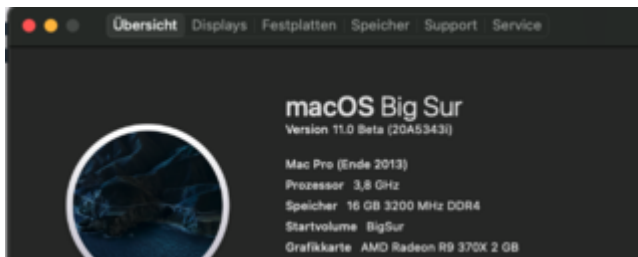 Übersicht Displays Festplatten Speicher Support Service
macOS Big Sur
Version 11.0 Beta (20A5343i)
Mac Pro (Ende 2013)
Prozessor 3,8 GHz
Speicher 16 GB 3200 MHz DDR4
Startvolume BigSur
Grafikkarte AMD Radeon R9 370X 2 GB